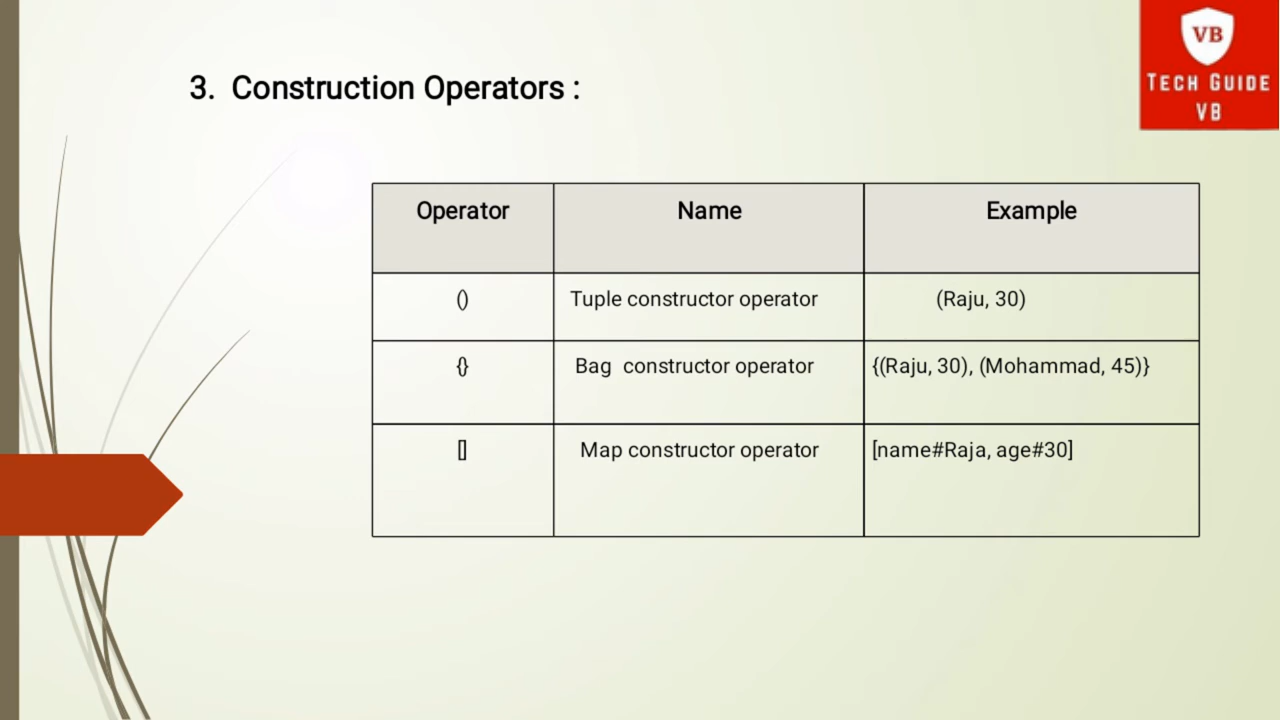 VB
TECH GUIDE
VB
3. Construction Operators :
Operator Name Example
() Tuple constructor operator (Raju, 30)
{} Bag constructor operator {(Raju, 30), (Mohammad, 45)}
[] Map constructor operator [name#Raja, age#30]